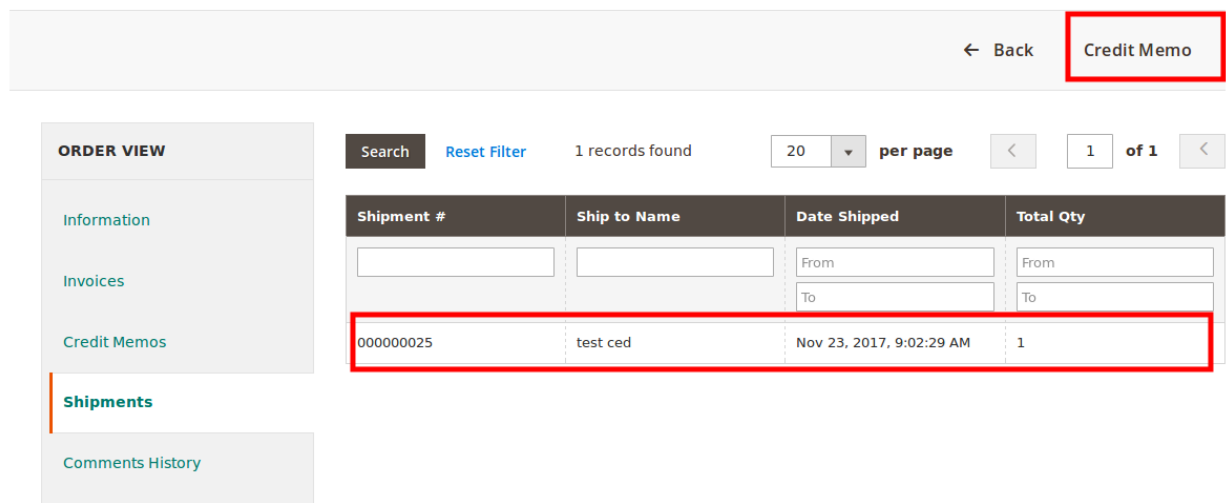 ← Back Credit Memo
ORDER VIEW
Search Reset Filter 1 records found 20 per page 1 of 1
Shipment # Ship to Name Date Shipped Total Qty
Information
From From
Invoices
To To
Credit Memos
000000025 test ced Nov 23, 2017, 9:02:29 AM 1
Shipments
Comments History